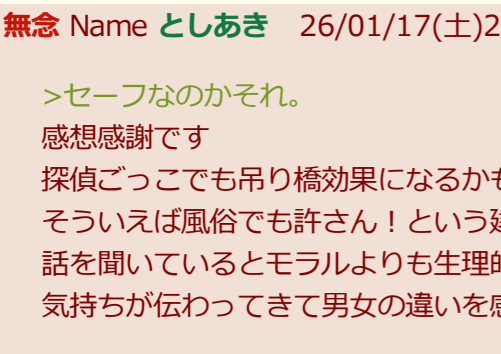 無念 Name としあき 26/01/17(土)2
>セーフなのかそれ。
感想感謝です
探偵ごっこでも吊り橋効果になるかも
そういえば風俗でも許さん！という
話を聞いているとモラルよりも生理的
気持ちが伝わってきて男女の違いを感